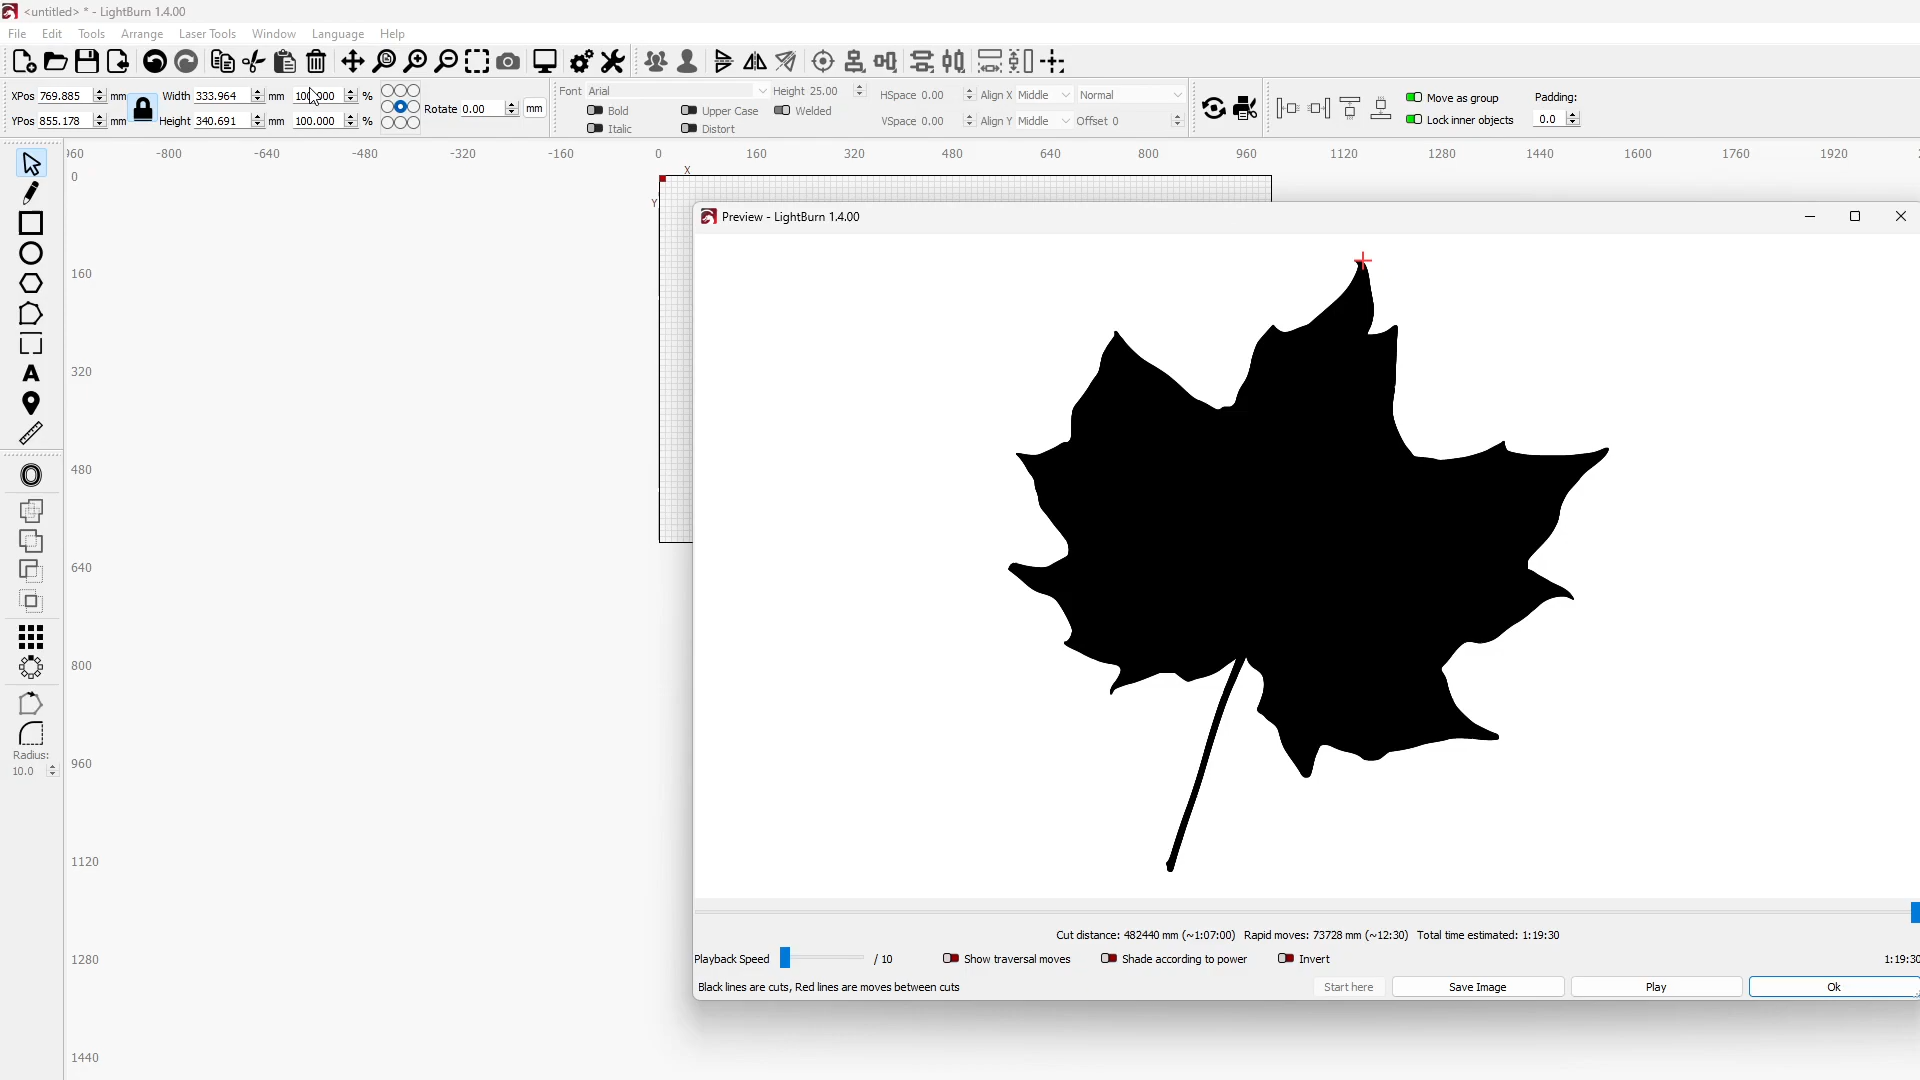 <untitled> * - LightBurn 1.4.00
File Edit Tools Arrange Laser Tools Window Language Help
XPos 769.885 mm Width 333.964 mm 100.000 %
YPos 855.178 mm Height 340.691 mm 100.000 %
Rotate 0.00 mm
Font Arial Height 25.00
Bold Upper Case Welded
Italic Distort
HSpace 0.00 Align X Middle Normal
VSpace 0.00 Align Y Middle Offset 0
Move as group
Lock inner objects
Padding:
0.0
-800 -640 -480 -320 -160 0 160 320 480 640 800 960 1120 1280 1440 1600 1760 1920
X
Y
0
160
320
480
640
800
960
1120
1280
1440
Radius:
10.0
Preview - LightBurn 1.4.00
Cut distance: 482440 mm (~1:07:00) Rapid moves: 73728 mm (~12:30) Total time estimated: 1:19:30
Playback Speed / 10 Show traversal moves Shade according to power Invert 1:19:30
Black lines are cuts, Red lines are moves between cuts Start here Save Image Play Ok